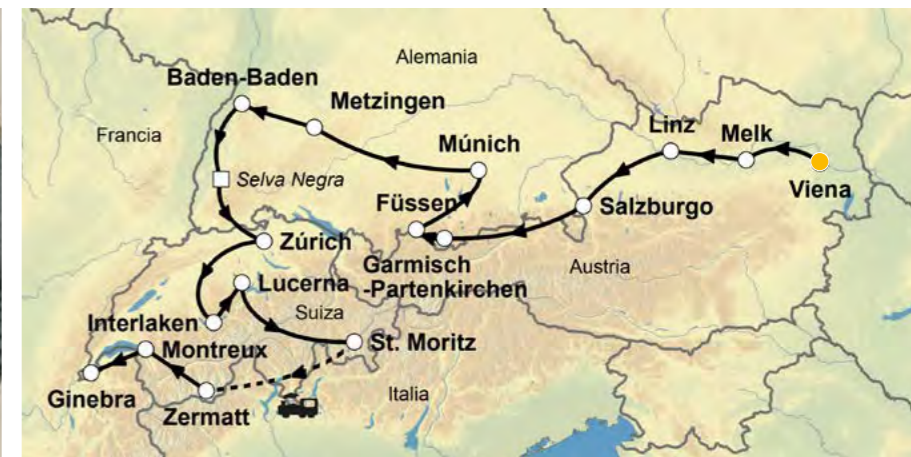 Alemania
Baden-Baden
Metzingen
Francia
Linz
Melk
Múnich
Viena
Selva Negra
Füssen
Salzburgo
Zúrich
Garmisch
-Partenkirchen
Austria
Lucerna
Suiza
Interlaken
St. Moritz
Montreux
Italia
Ginebra
Zermatt